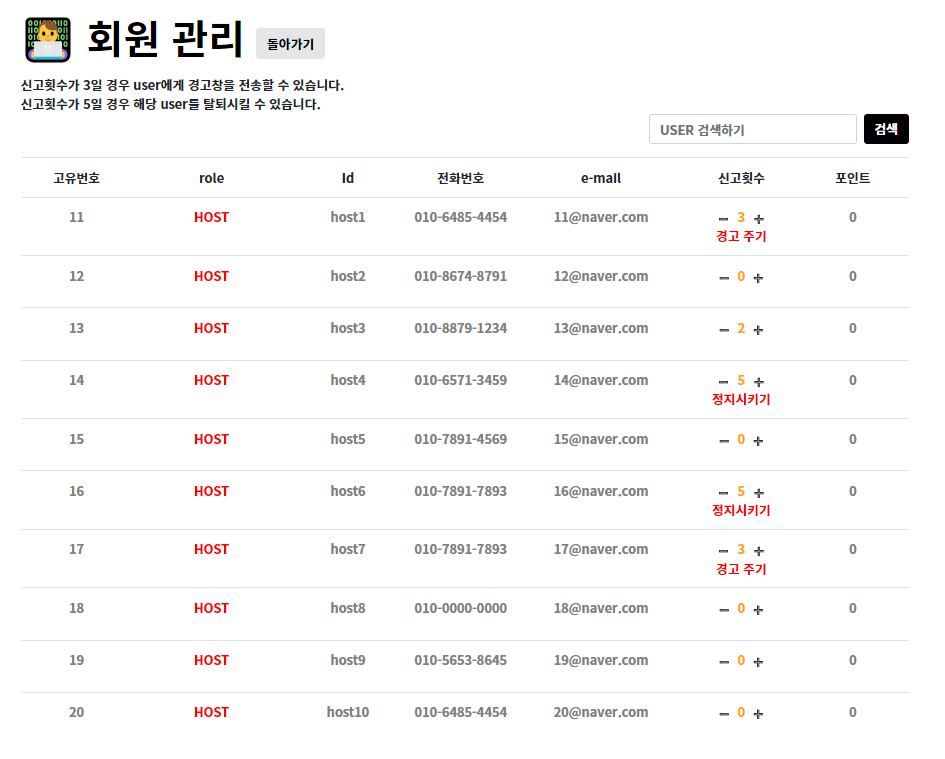 회원 관리 돌아가기
신고횟수가 3일 경우 user에게 경고창을 전송할 수 있습니다.
신고횟수가 5일 경우 해당 user를 탈퇴시킬 수 있습니다.
USER 검색하기 검색
고유번호 role Id 전화번호 e-mail 신고횟수 포인트
11 HOST host1 010-6485-4454 11@naver.com － 3 + 0
경고 주기
12 HOST host2 010-8674-8791 12@naver.com － 0 + 0
13 HOST host3 010-8879-1234 13@naver.com － 2 + 0
14 HOST host4 010-6571-3459 14@naver.com － 5 + 0
정지시키기
15 HOST host5 010-7891-4569 15@naver.com － 0 + 0
16 HOST host6 010-7891-7893 16@naver.com － 5 + 0
정지시키기
17 HOST host7 010-7891-7893 17@naver.com － 3 + 0
경고 주기
18 HOST host8 010-0000-0000 18@naver.com － 0 + 0
19 HOST host9 010-5653-8645 19@naver.com － 0 + 0
20 HOST host10 010-6485-4454 20@naver.com － 0 + 0